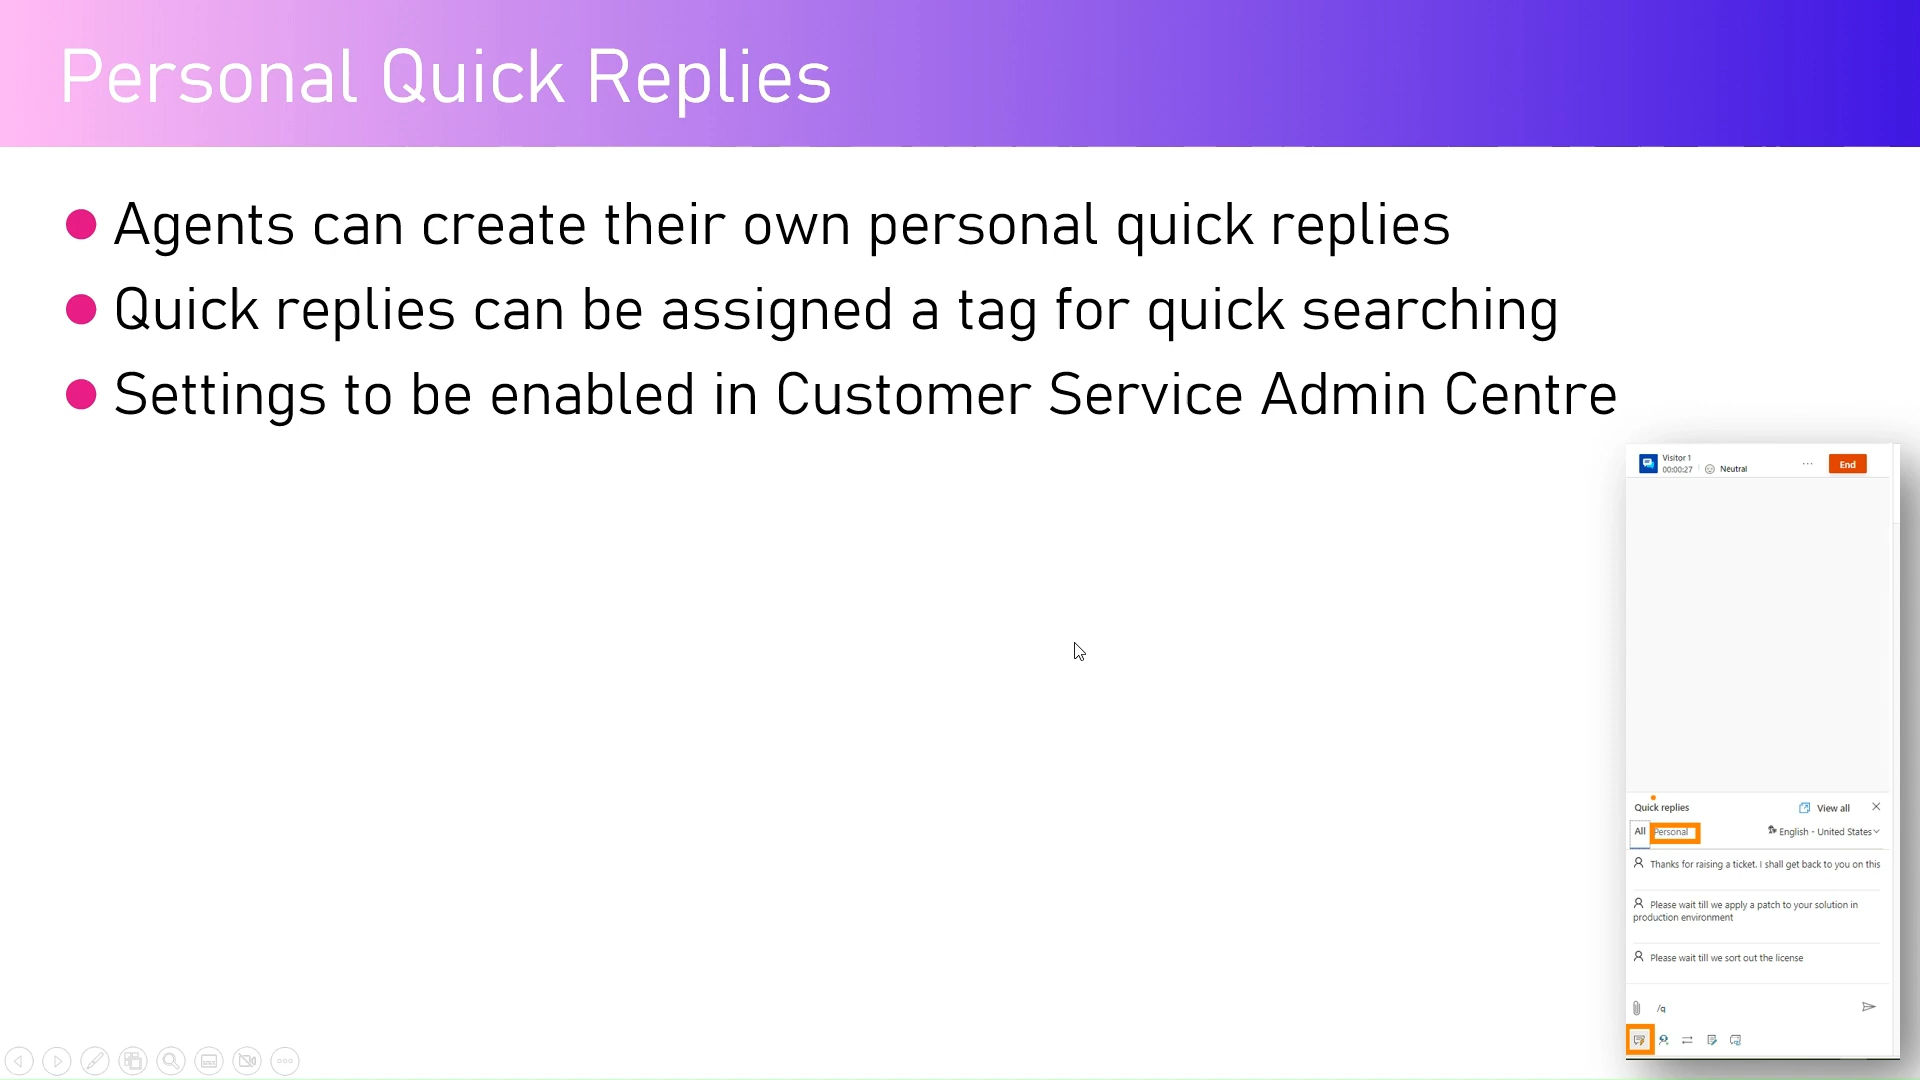 Personal Quick Replies
Agents can create their own personal quick replies
Quick replies can be assigned a tag for quick searching
Settings to be enabled in Customer Service Admin Centre
Visitor 1
00:00:27
Neutral
...
End
Quick replies
View all
All
Personal
English - United States
Thanks for raising a ticket. I shall get back to you on this
Please wait till we apply a patch to your solution in
production environment
Please wait till we sort out the license
/q